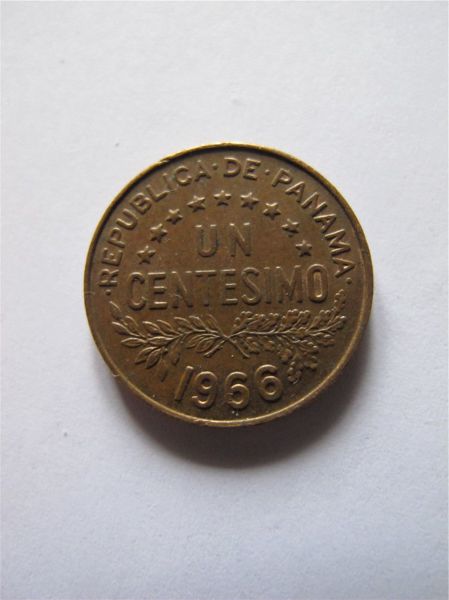 ·REPUBLICA·DE·PANAMA·
UN
CENTESIMO
1966